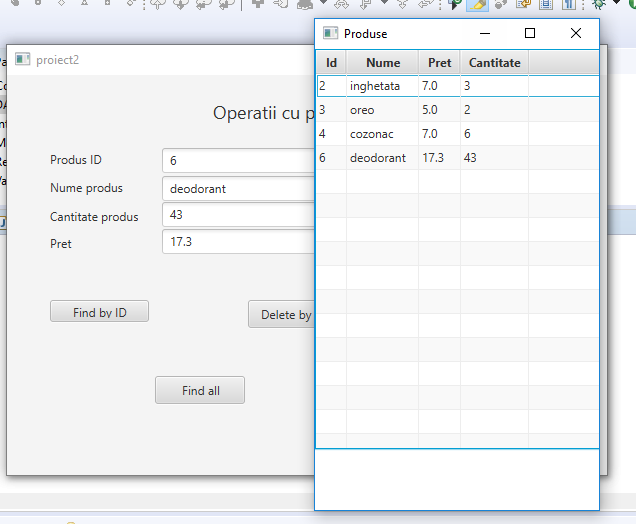 proiect2
Operatii cu p
Produs ID
6
Nume produs
deodorant
Cantitate produs
43
Pret
17.3
Find by ID
Delete by
Find all
Produse
Id Nume Pret Cantitate
2 inghetata 7.0 3
3 oreo 5.0 2
4 cozonac 7.0 6
6 deodorant 17.3 43